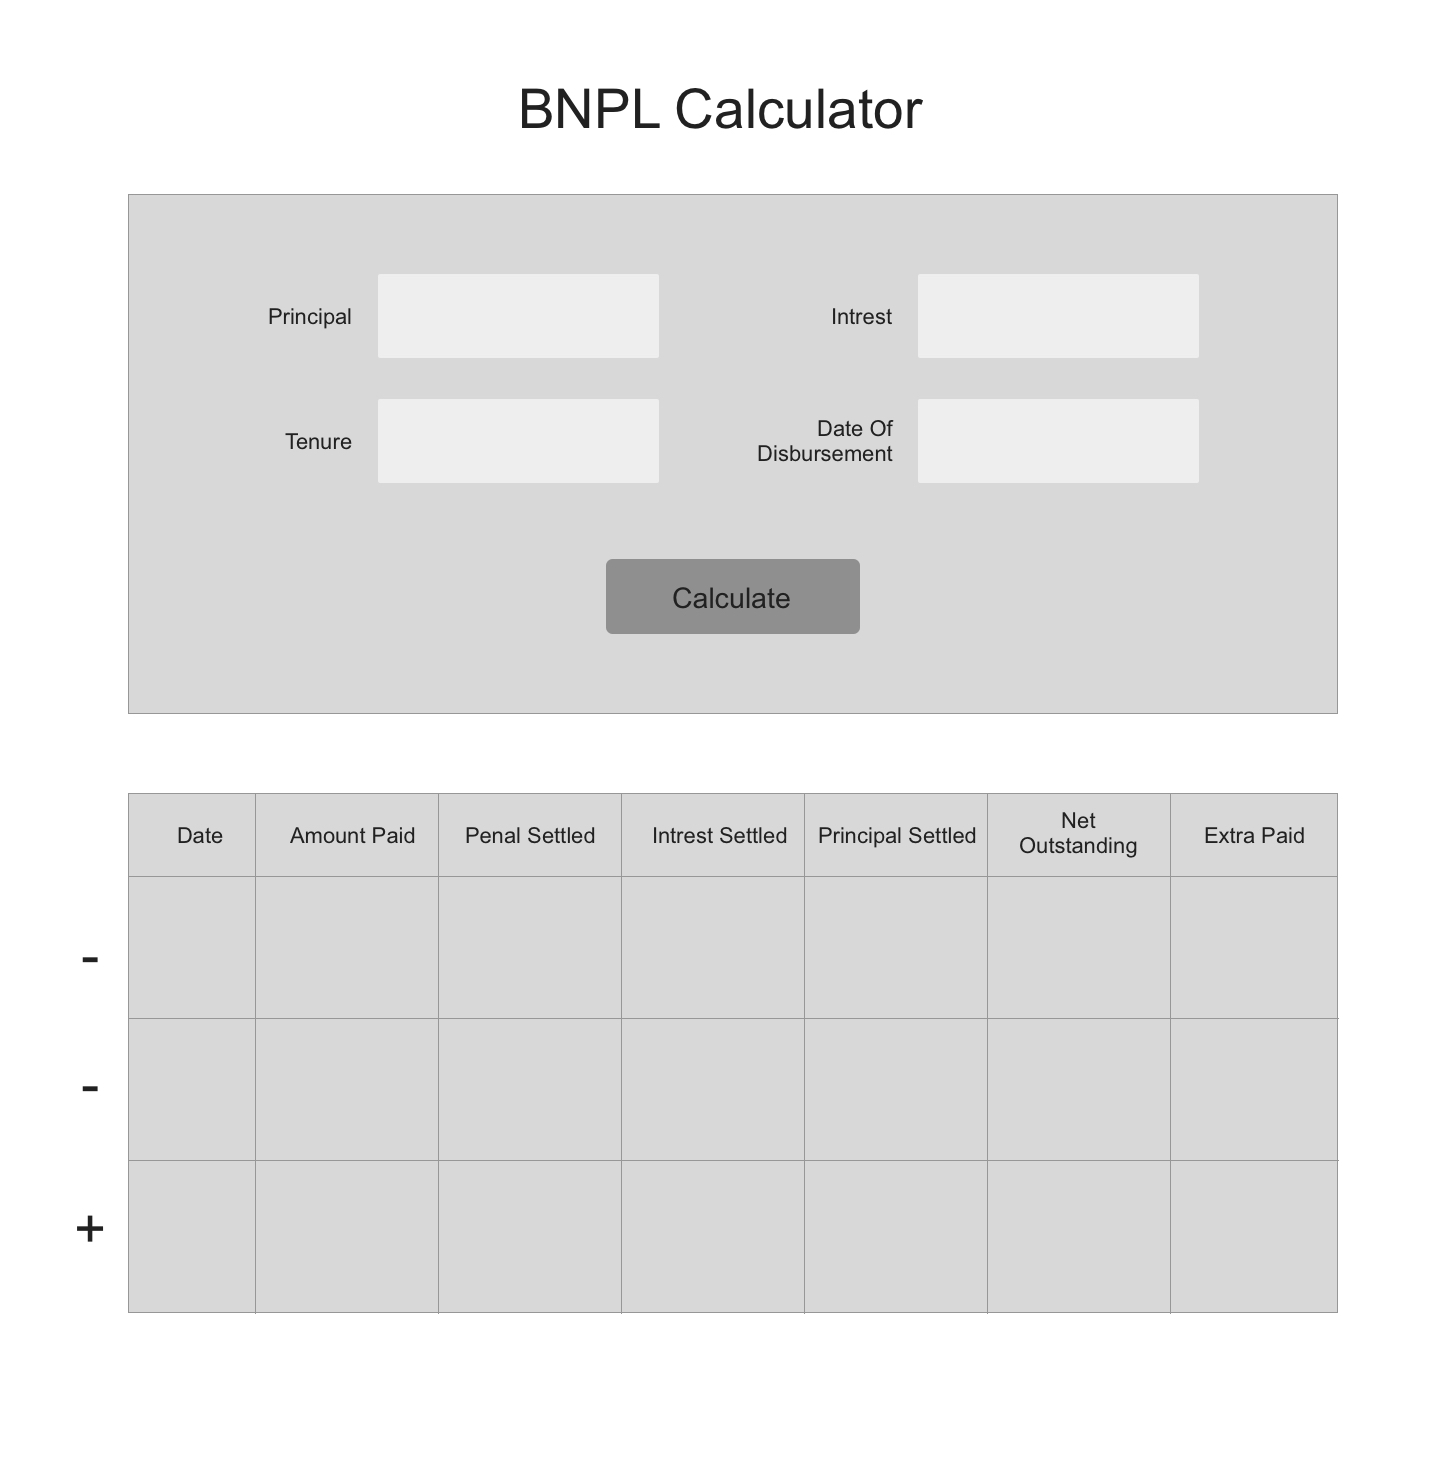 BNPL Calculator
Principal
Intrest
Tenure
Date Of
Disbursement
Calculate
Date
Amount Paid
Penal Settled
Intrest Settled
Principal Settled
Net
Outstanding
Extra Paid
-
-
+